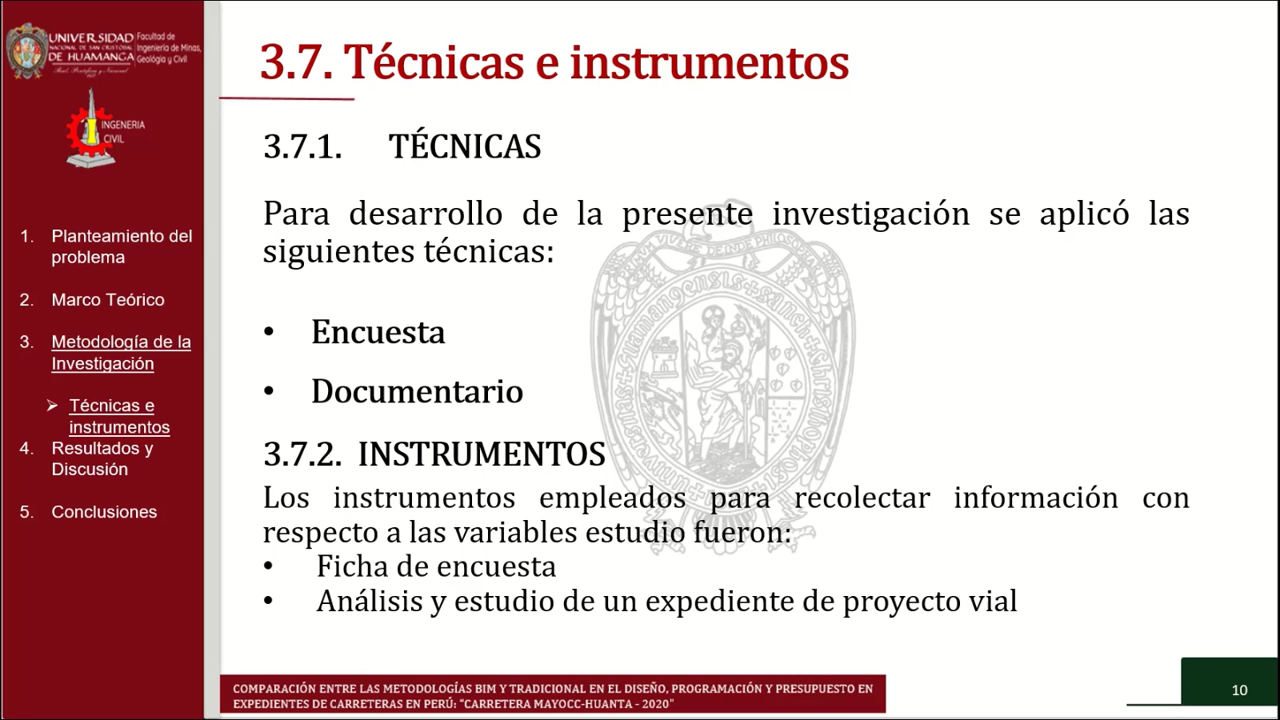 UNIVERSIDAD
NACIONAL DE SAN CRISTOBAL
DE HUAMANGA
Facultad de
Ingeniería de Minas,
Geología y Civil
INGENERIA
CIVIL
1. Planteamiento del
problema
2. Marco Teórico
3. Metodología de la
Investigación
➢ Técnicas e
instrumentos
4. Resultados y
Discusión
5. Conclusiones
3.7. Técnicas e instrumentos
3.7.1. TÉCNICAS
Para desarrollo de la presente investigación se aplicó las
siguientes técnicas:
• Encuesta
• Documentario
3.7.2. INSTRUMENTOS
Los instrumentos empleados para recolectar información con
respecto a las variables estudio fueron:
• Ficha de encuesta
• Análisis y estudio de un expediente de proyecto vial
COMPARACIÓN ENTRE LAS METODOLOGÍAS BIM Y TRADICIONAL EN EL DISEÑO, PROGRAMACIÓN Y PRESUPUESTO EN
EXPEDIENTES DE CARRETERAS EN PERÚ: "CARRETERA MAYOCC-HUANTA - 2020"
10